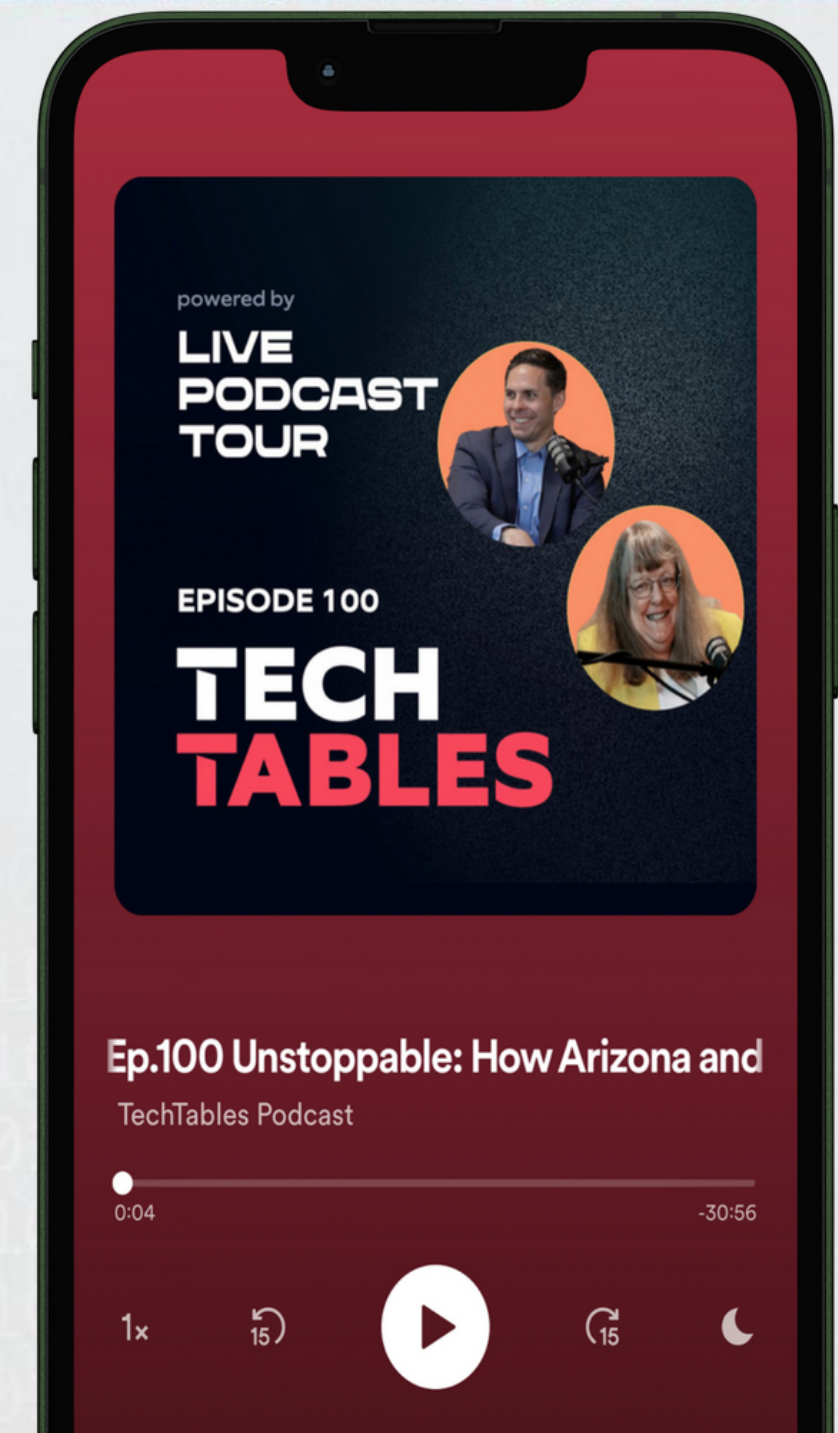 powered by
LIVE
PODCAST
TOUR
EPISODE 100
TECH
TABLES
Ep.100 Unstoppable: How Arizona and
TechTables Podcast
0:04
-30:56
1x
15
15